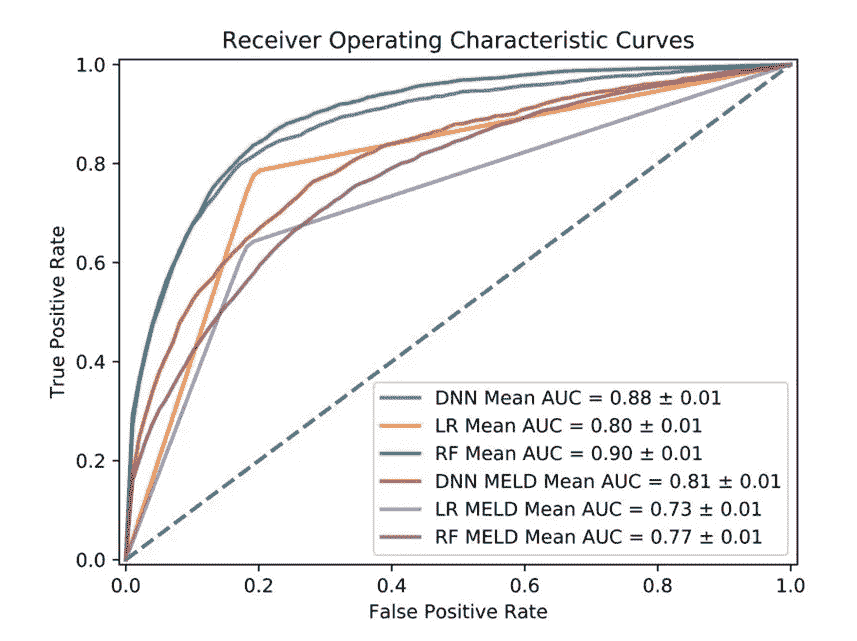 Receiver Operating Characteristic Curves
1.0
0.8
0.6
0.4
0.2
0.0
True Positive Rate
DNN Mean AUC = 0.88 ± 0.01
LR Mean AUC = 0.80 ± 0.01
RF Mean AUC = 0.90 ± 0.01
DNN MELD Mean AUC = 0.81 ± 0.01
LR MELD Mean AUC = 0.73 ± 0.01
RF MELD Mean AUC = 0.77 ± 0.01
0.0 0.2 0.4 0.6 0.8 1.0
False Positive Rate